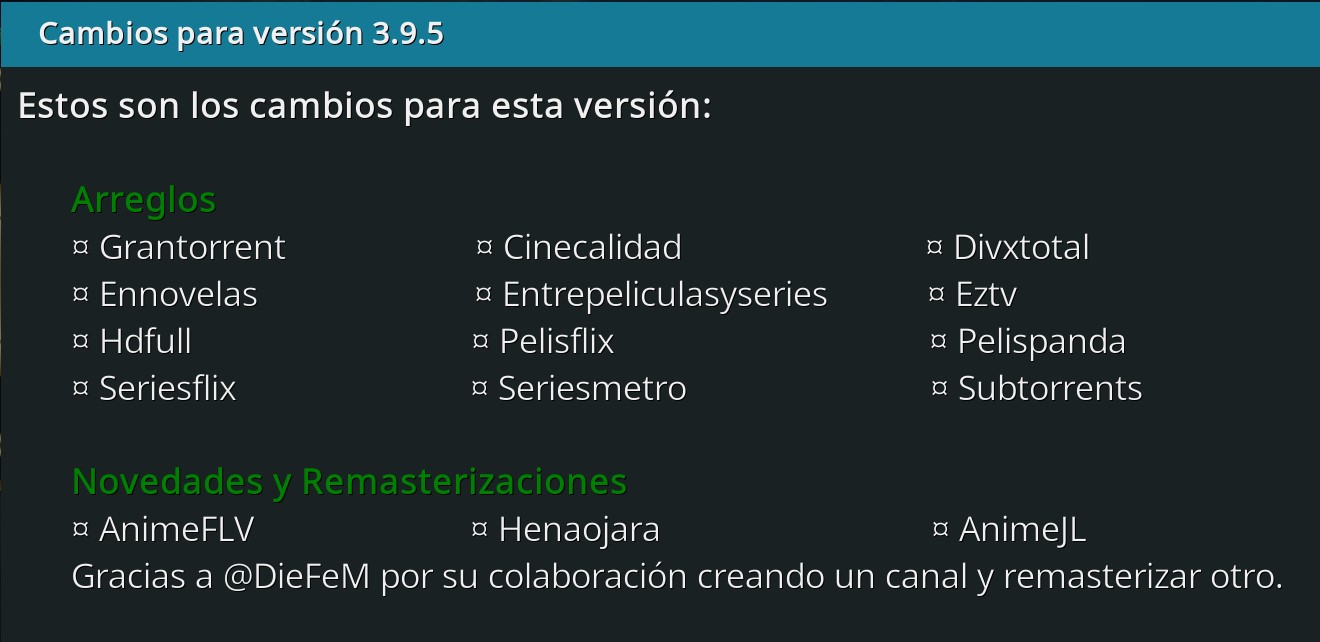 Cambios para versión 3.9.5
Estos son los cambios para esta versión:
Arreglos
¤ Grantorrent ¤ Cinecalidad ¤ Divxtotal
¤ Ennovelas ¤ Entrepeliculasyseries ¤ Eztv
¤ Hdfull ¤ Pelisflix ¤ Pelispanda
¤ Seriesflix ¤ Seriesmetro ¤ Subtorrents
Novedades y Remasterizaciones
¤ AnimeFLV ¤ Henaojara ¤ AnimeJL
Gracias a @DieFeM por su colaboración creando un canal y remasterizar otro.